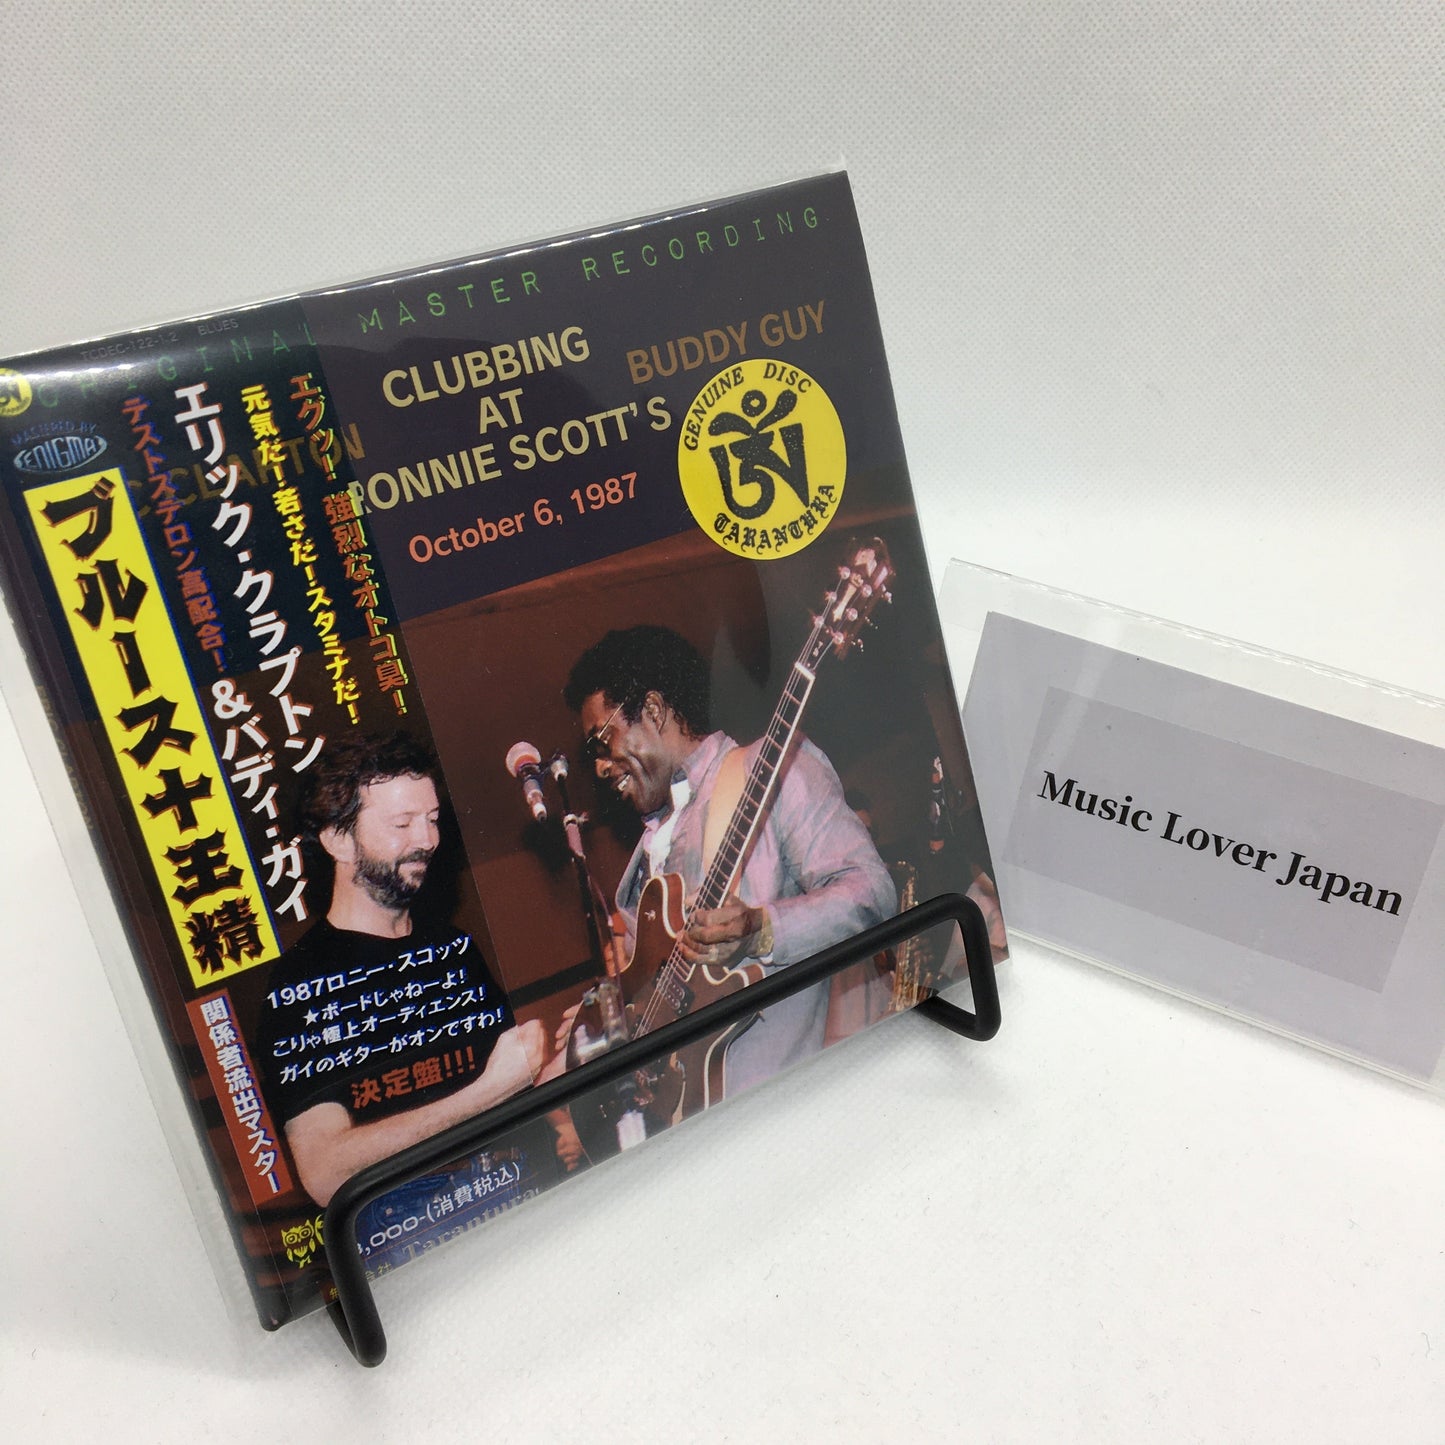 ORIGINAL MASTER RECORDING
TCDEC-122-1,2 BLUES
CLUBBING
AT
RONNIE SCOTT'S
October 6, 1987
BUDDY GUY
CLAPTON
GENUINE DISC
TARANTURA
MASTERED BY
ENIGMA
エグッ!強烈なオトコ臭!
元気だ!若さだ!スタミナだ!
エリック・クラプトン
&バディ・ガイ
テストステロン高配合!
ブルース十王精
関係者流出マスター
1987ロニー・スコッツ
★ボードじゃねーよ!
こりゃ極上オーディエンス!
ガイのギターがオンですわ!
決定盤!!!
,000-(消費税込)
Tarantura
Music Lover Japan